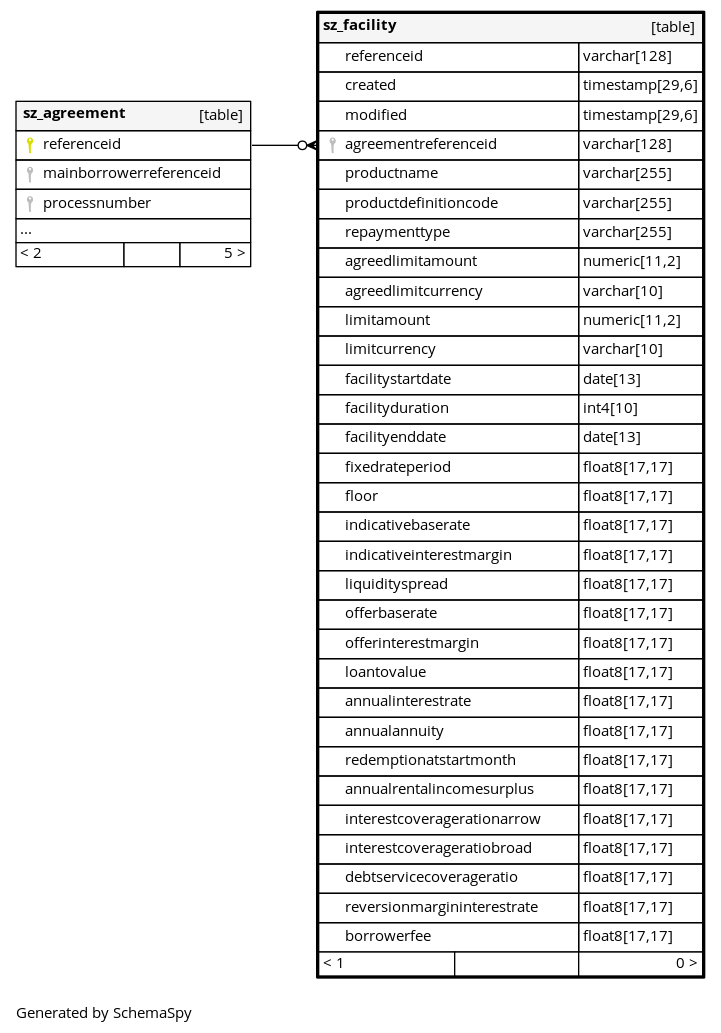 sz_agreement [table]
referenceid
mainborrowerreferenceid
processnumber
...
< 2 5 >
sz_facility [table]
referenceid varchar[128]
created timestamp[29,6]
modified timestamp[29,6]
agreementreferenceid varchar[128]
productname varchar[255]
productdefinitioncode varchar[255]
repaymenttype varchar[255]
agreedlimitamount numeric[11,2]
agreedlimitcurrency varchar[10]
limitamount numeric[11,2]
limitcurrency varchar[10]
facilitystartdate date[13]
facilityduration int4[10]
facilityenddate date[13]
fixedrateperiod float8[17,17]
floor float8[17,17]
indicativebaserate float8[17,17]
indicativeinterestmargin float8[17,17]
liquidityspread float8[17,17]
offerbaserate float8[17,17]
offerinterestmargin float8[17,17]
loantovalue float8[17,17]
annualinterestrate float8[17,17]
annualannuity float8[17,17]
redemptionatstartmonth float8[17,17]
annualrentalincomesurplus float8[17,17]
interestcoverageratiornarrow float8[17,17]
interestcoverageratiobroad float8[17,17]
debtservicecoverageratio float8[17,17]
reversionmargininterestrate float8[17,17]
borrowerfee float8[17,17]
< 1 0 >
Generated by SchemaSpy